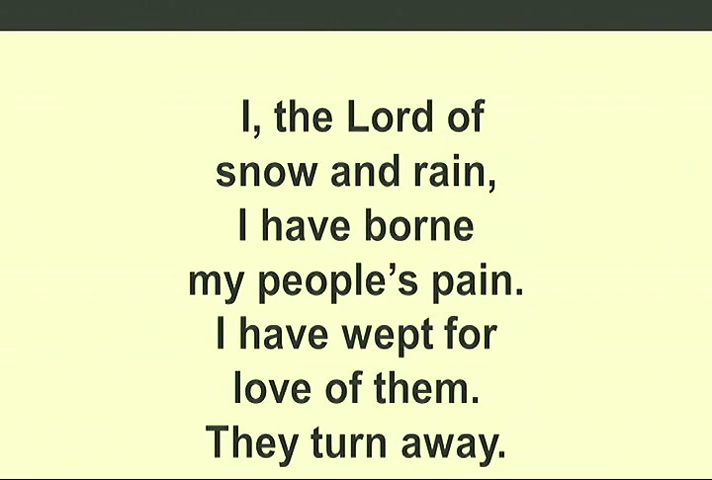 I, the Lord of
snow and rain,
I have borne
my people’s pain.
I have wept for
love of them.
They turn away.